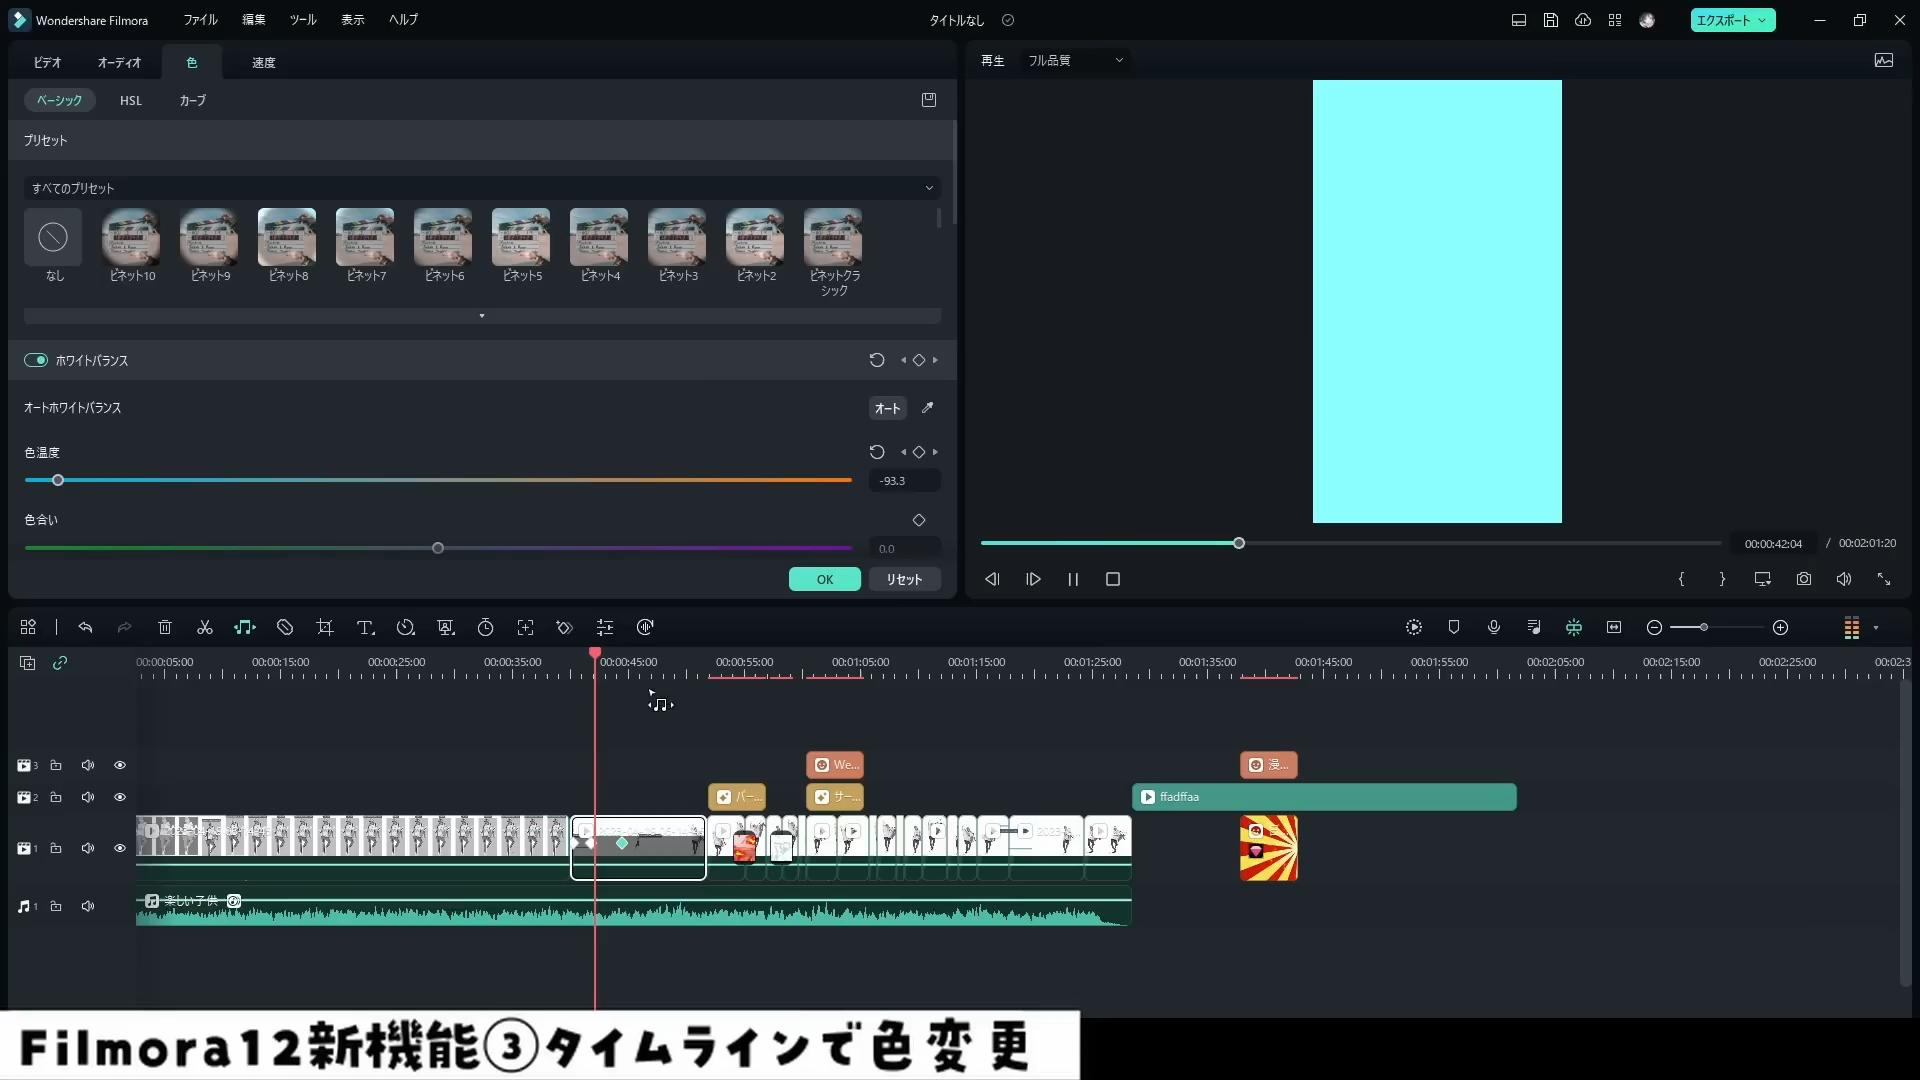 Wondershare Filmora
ファイル
編集
ツール
表示
ヘルプ
タイトルなし
エクスポート
ビデオ
オーディオ
色
速度
再生
フル品質
ベーシック
HSL
カーブ
プリセット
すべてのプリセット
なし
ビネット10
ビネット9
ビネット8
ビネット7
ビネット6
ビネット5
ビネット4
ビネット3
ビネット2
ビネットクラ
シック
ホワイトバランス
オートホワイトバランス
オート
色温度
-93.3
色合い
0.0
OK
リセット
00:00:42:04 / 00:02:01:20
00:00:05:00
00:00:15:00
00:00:25:00
00:00:35:00
00:00:45:00
00:00:55:00
00:01:05:00
00:01:15:00
00:01:25:00
00:01:35:00
00:01:45:00
00:01:55:00
00:02:05:00
00:02:15:00
00:02:25:00
00:02:3
3
We...
漫...
2
バー...
サー...
ffadffaa
1
1
楽しい子供
Filmora12新機能③タイムラインで色変更